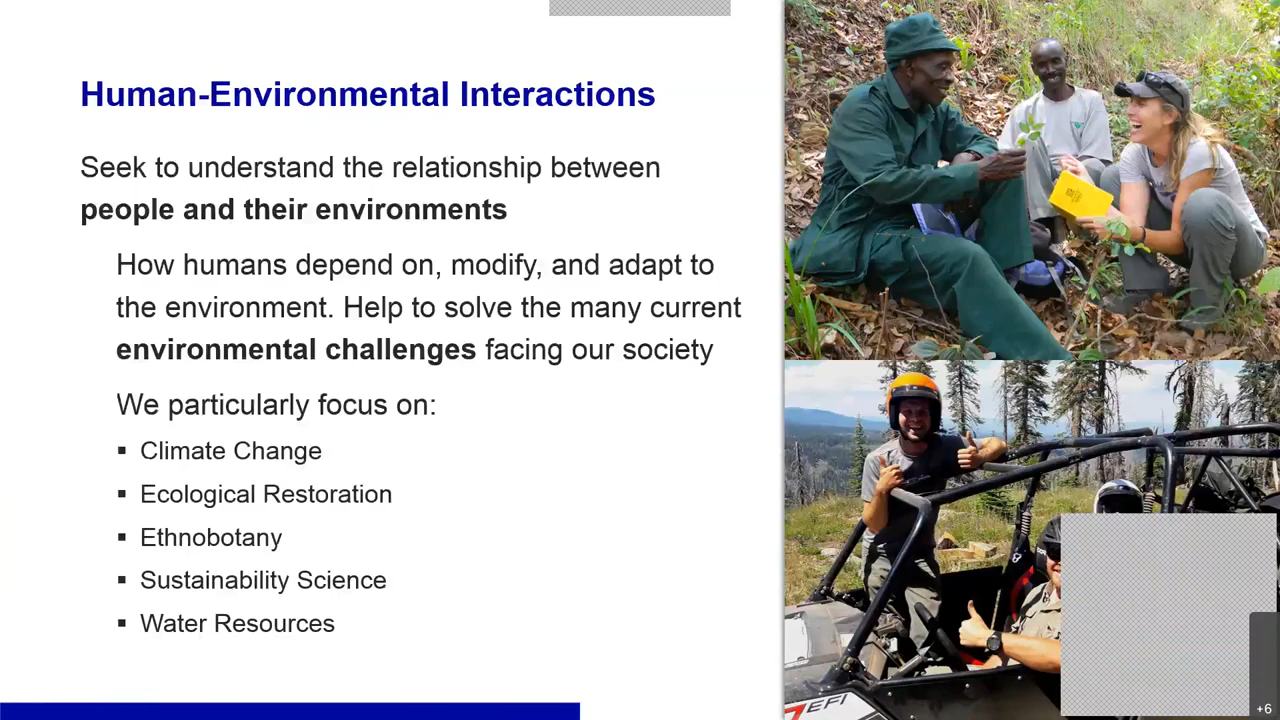 Human-Environmental Interactions
Seek to understand the relationship between
people and their environments
How humans depend on, modify, and adapt to
the environment. Help to solve the many current
environmental challenges facing our society
We particularly focus on:
▪ Climate Change
▪ Ecological Restoration
▪ Ethnobotany
▪ Sustainability Science
▪ Water Resources
EFI
+6